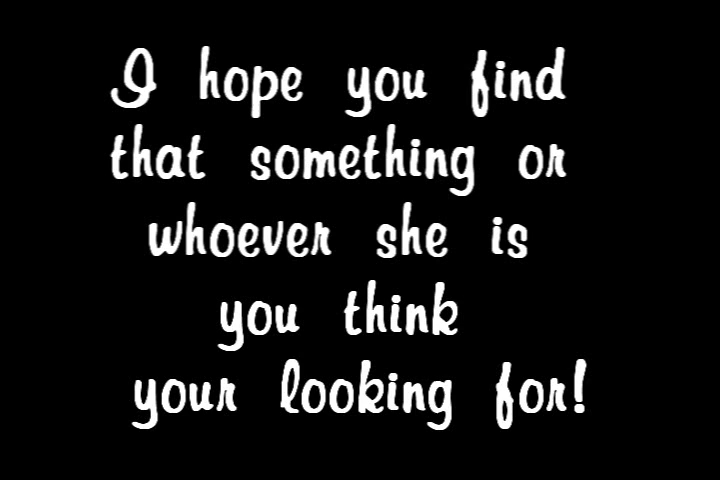 I hope you find
that something or
whoever she is
you think
your looking for!